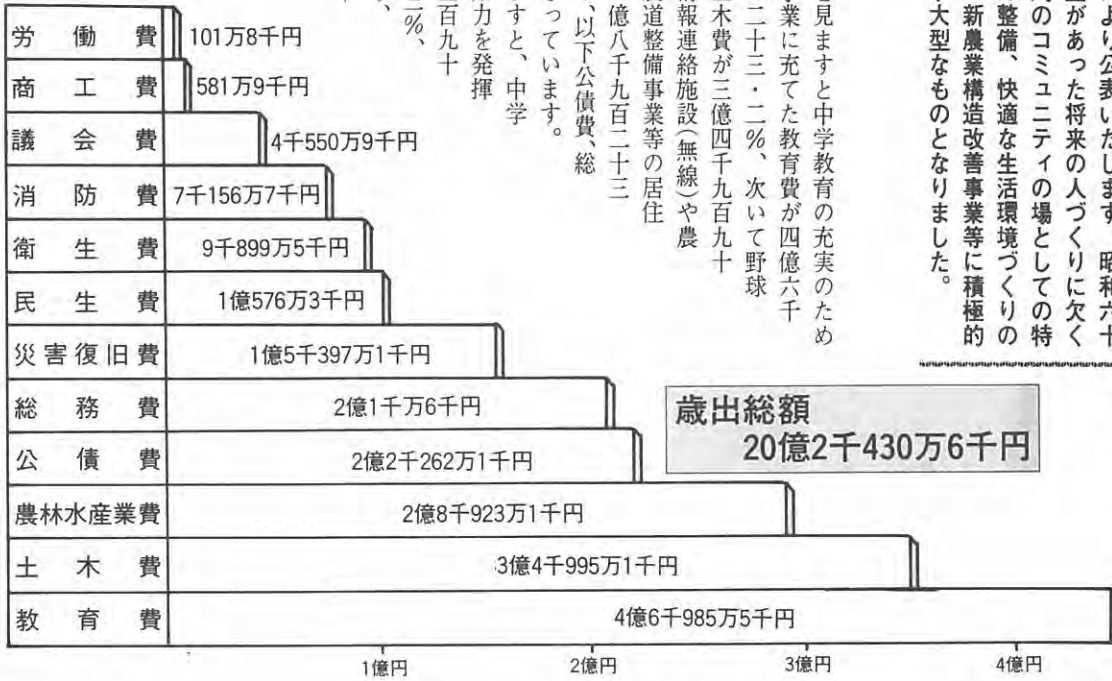 より公表いたします。昭和六十
があった将来の人づくりに欠く
のコミュニティの場としての特
整備、快適な生活環境づくりの
新農業構造改善事業等に積極的
大型なものとなりました。
見ますと中学教育の充実のため
業に充てた教育費が四億六千
二十三・二%、次いで野球
木費が三億四千九百九十
情報連絡施設(無線)や農
道整備事業等の居住
億八千九百二十三
、以下公債費、総
っています。
すと、中学
力を発揮
百九十
%、
労働費 101万8千円
商工費 581万9千円
議会費 4千550万9千円
消防費 7千156万7千円
衛生費 9千899万5千円
民生費 1億576万3千円
災害復旧費 1億5千397万1千円
総務費 2億1千万6千円
公債費 2億2千262万1千円
農林水産業費 2億8千923万1千円
土木費 3億4千995万1千円
教育費 4億6千985万5千円
1億円 2億円 3億円 4億円
歳出総額
20億2千430万6千円